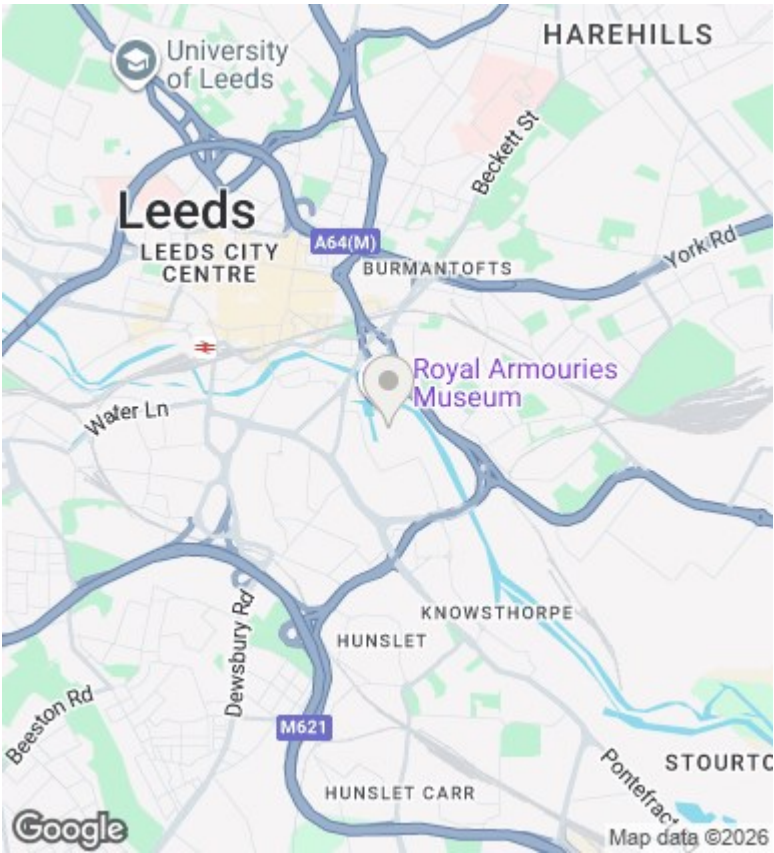 HAREHILLS
University
of Leeds
Beckett St
Leeds
A64(M)
LEEDS CITY
CENTRE
BURMANTOFTS
York Rd
Royal Armouries
Museum
Water Ln
KNOWSTHORPE
HUNSLET
Dewsbury Rd
Beeston Rd
M621
STOURTO
Pontefract
HUNSLET CARR
Google
Map data ©2026